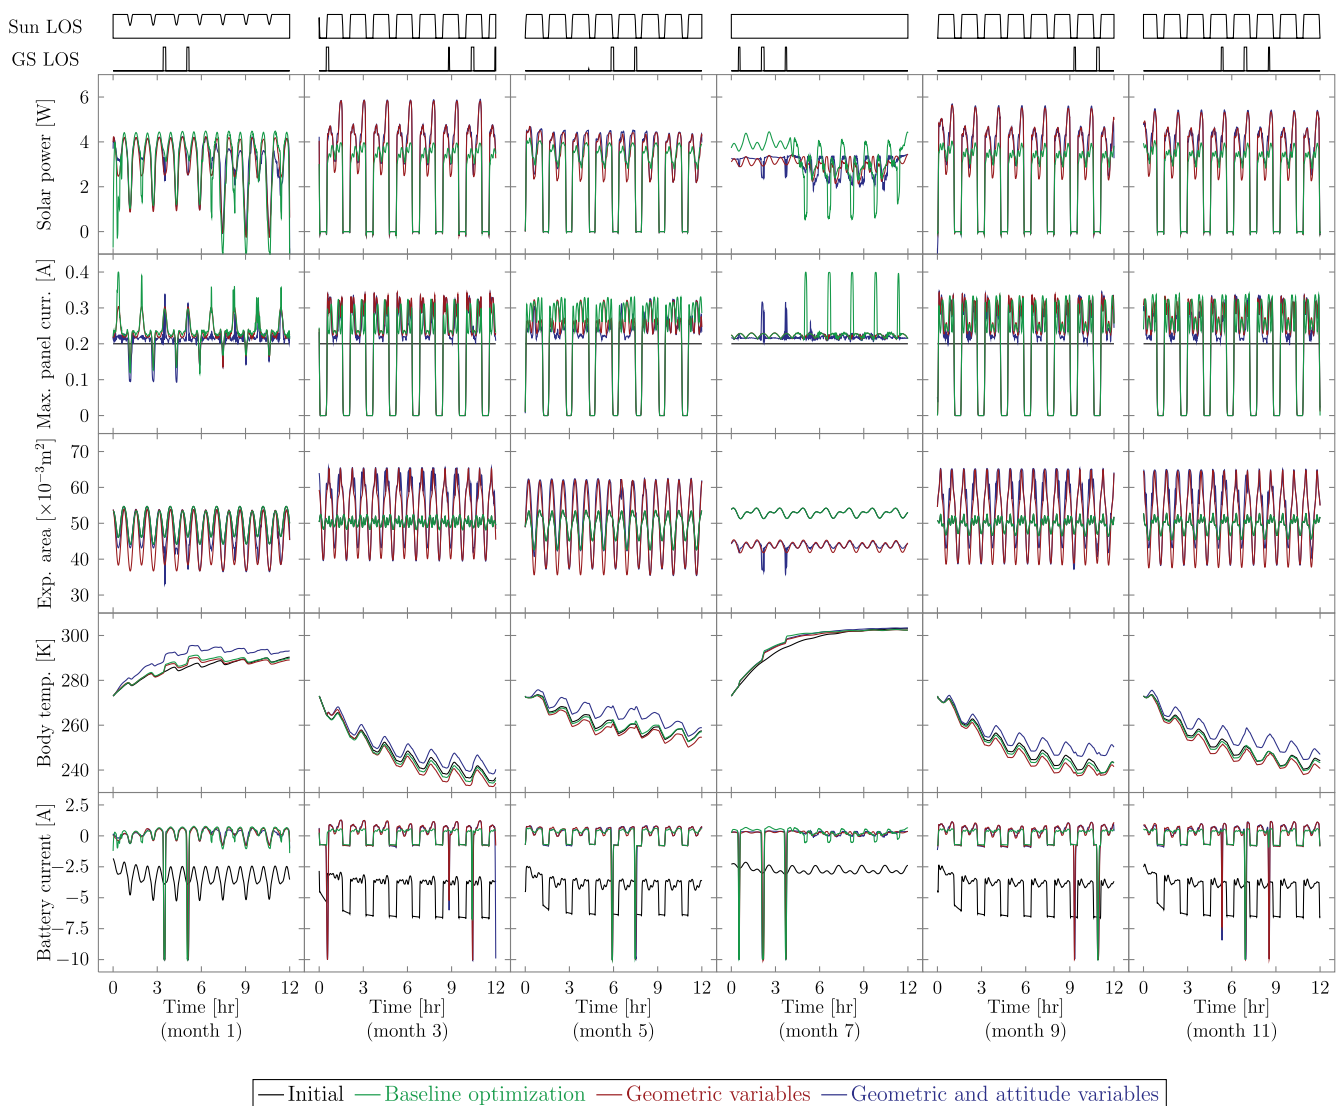 Sun LOS
GS LOS
Solar power [W]
6
4
2
0
Max. panel curr. [A]
0.4
0.3
0.2
0.1
0
Exp. area [×10⁻³m²]
70
60
50
40
30
Body temp. [K]
300
280
260
240
Battery current [A]
2.5
0
−2.5
−5
−7.5
−10
0 3 6 9 12 0 3 6 9 12 0 3 6 9 12 0 3 6 9 12 0 3 6 9 12 0 3 6 9 12
Time [hr] Time [hr] Time [hr] Time [hr] Time [hr] Time [hr]
(month 1) (month 3) (month 5) (month 7) (month 9) (month 11)
Initial Baseline optimization Geometric variables Geometric and attitude variables